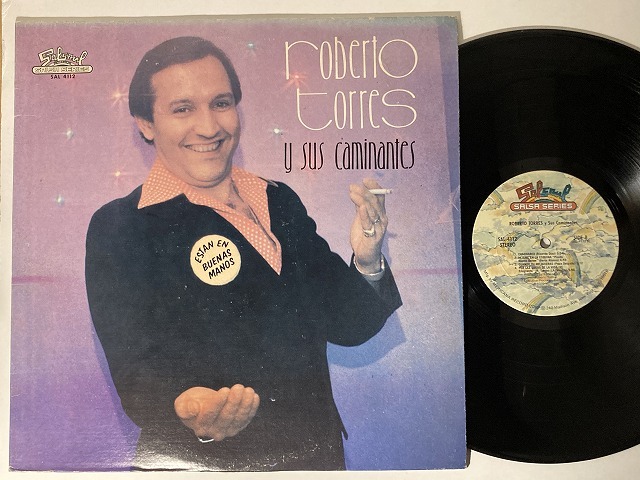 Salsoul
SALSA SERIES
SAL 4112
roberto
torres
y sus caminantes
ESTAN EN
BUENAS
MANOS
Salsoul
SALSA SERIES
ROBERTO TORRES y Sus Caminantes
SAL-4112
STEREO